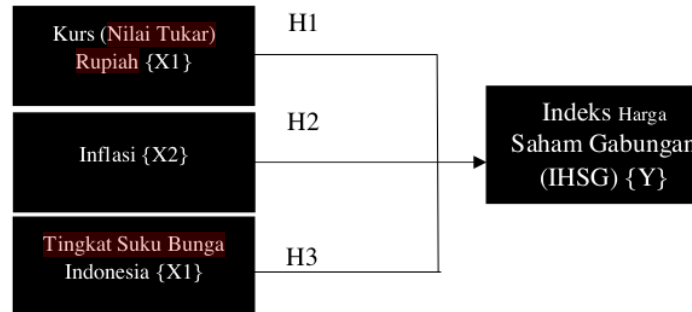 Kurs (Nilai Tukar)
Rupiah {X1}
H1
Inflasi {X2}
H2
Tingkat Suku Bunga
Indonesia {X1}
H3
Indeks Harga
Saham Gabungan
(IHSG) {Y}